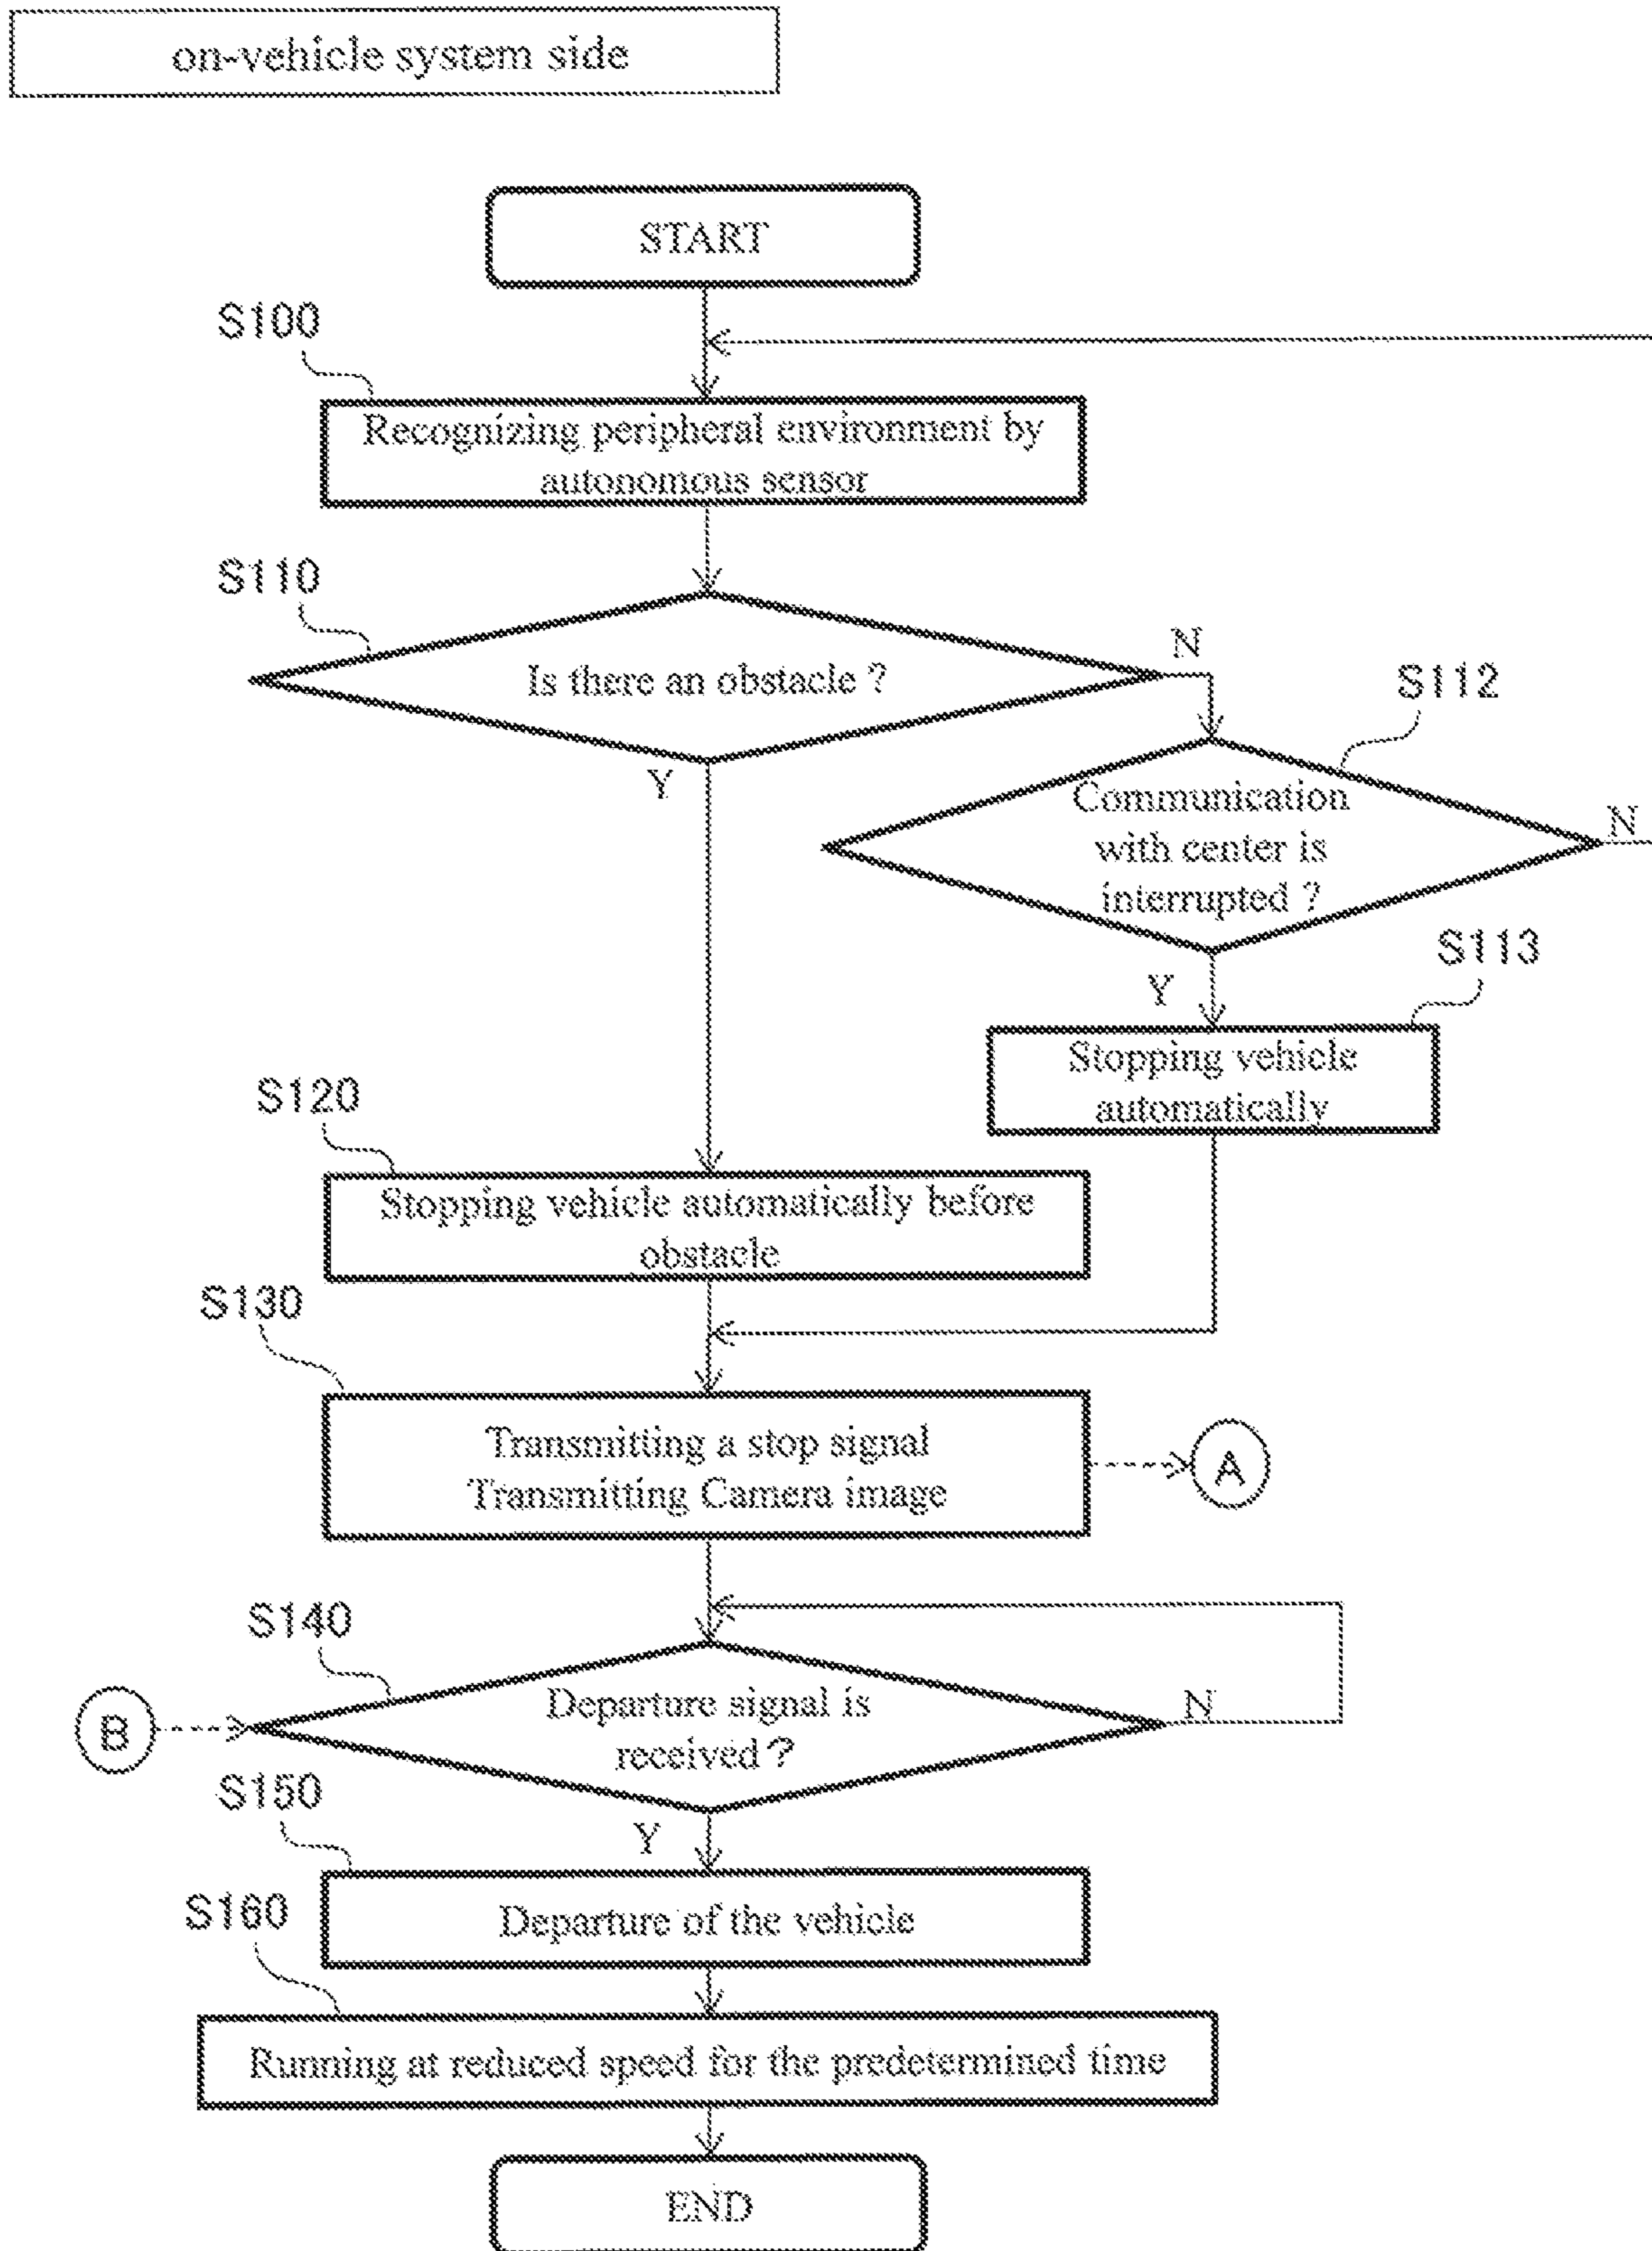 on-vehicle system side
START
S100
Recognizing peripheral environment by
autonomous sensor
S110
Is there an obstacle ?
N
S112
Communication
with center is
interrupted ?
N
Y
S113
Y
Stopping vehicle
automatically
S120
Stopping vehicle automatically before
obstacle
S130
Transmitting a stop signal
Transmitting Camera image
A
S140
Departure signal is
received ?
N
B
S150
Y
Departure of the vehicle
S160
Running at reduced speed for the predetermined time
END